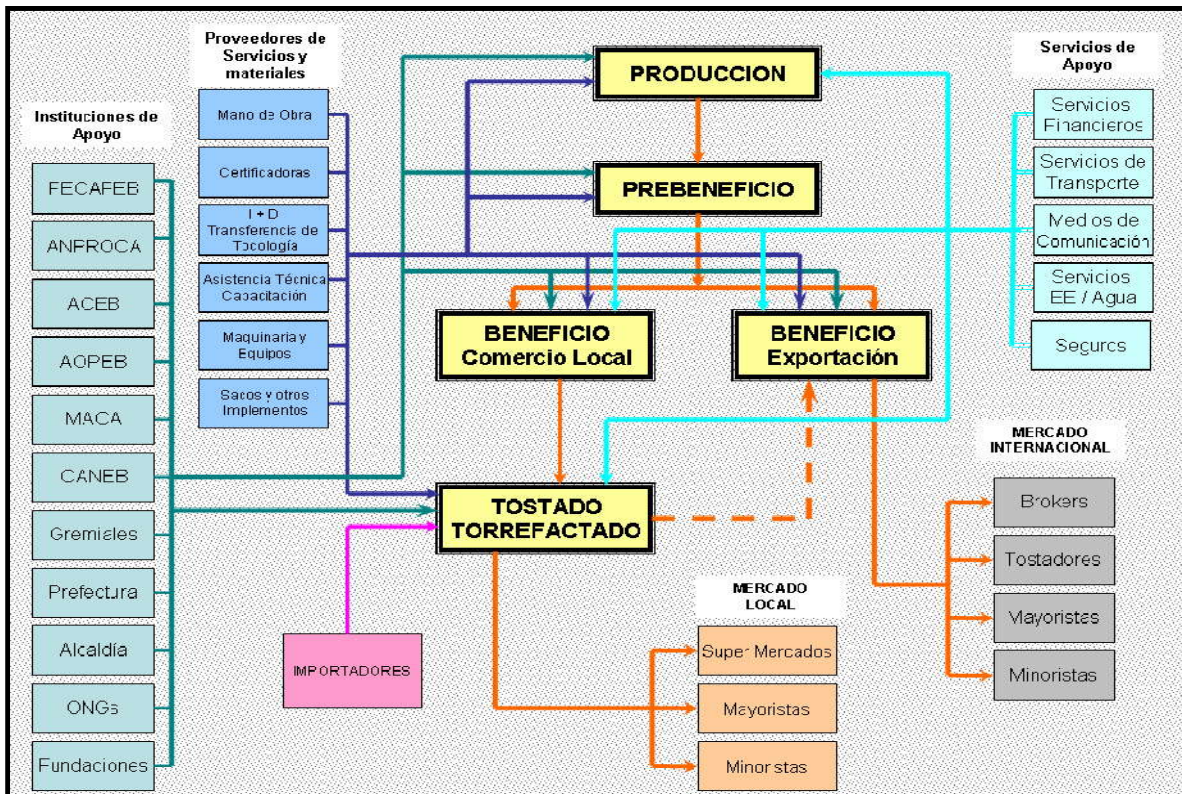 Instituciones de
Apoyo
FECAFEB
ANPROCA
ACEB
AOPEB
MACA
CANEB
Gremiales
Prefectura
Alcaldía
ONGs
Fundaciones
Proveedores de
Servicios y
materiales
Mano de Obra
Certificadoras
I + D
Transferencia de
Tocología
Asistencia Técnica
Capacitación
Maquinaria y
Equipos
Sacos y otros
Implementos
PRODUCCION
PREBENEFICIO
BENEFICIO
Comercio Local
BENEFICIO
Exportación
TOSTADO
TORREFACTADO
IMPORTADORES
MERCADO
LOCAL
Super Mercados
Mayoristas
Minoristas
Servicios de
Apoyo
Servicios
Financieros
Servicios de
Transporte
Medios de
Comunicación
Servicios
EE / Agua
Seguros
MERCADO
INTERNACIONAL
Brokers
Tostadores
Mayoristas
Minoristas